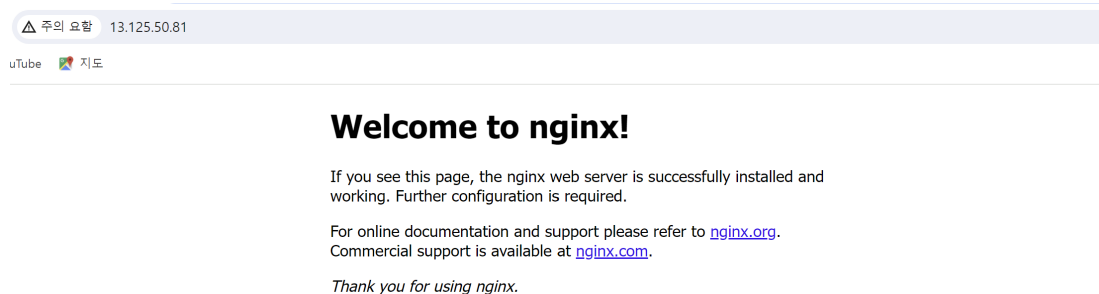 주의 요함 13.125.50.81
uTube 지도
Welcome to nginx!
If you see this page, the nginx web server is successfully installed and
working. Further configuration is required.
For online documentation and support please refer to nginx.org.
Commercial support is available at nginx.com.
Thank you for using nginx.